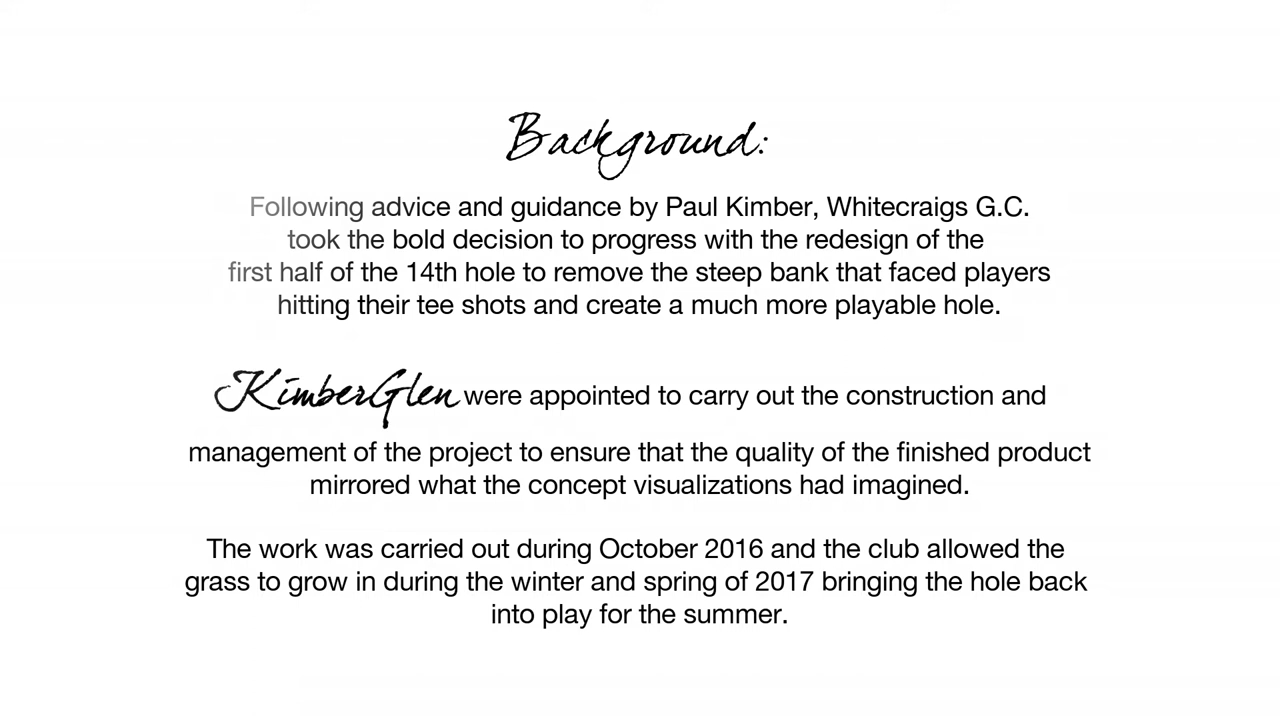 Background:
Following advice and guidance by Paul Kimber, Whitecraigs G.C.
took the bold decision to progress with the redesign of the
first half of the 14th hole to remove the steep bank that faced players
hitting their tee shots and create a much more playable hole.
KimberGlen were appointed to carry out the construction and
management of the project to ensure that the quality of the finished product
mirrored what the concept visualizations had imagined.
The work was carried out during October 2016 and the club allowed the
grass to grow in during the winter and spring of 2017 bringing the hole back
into play for the summer.